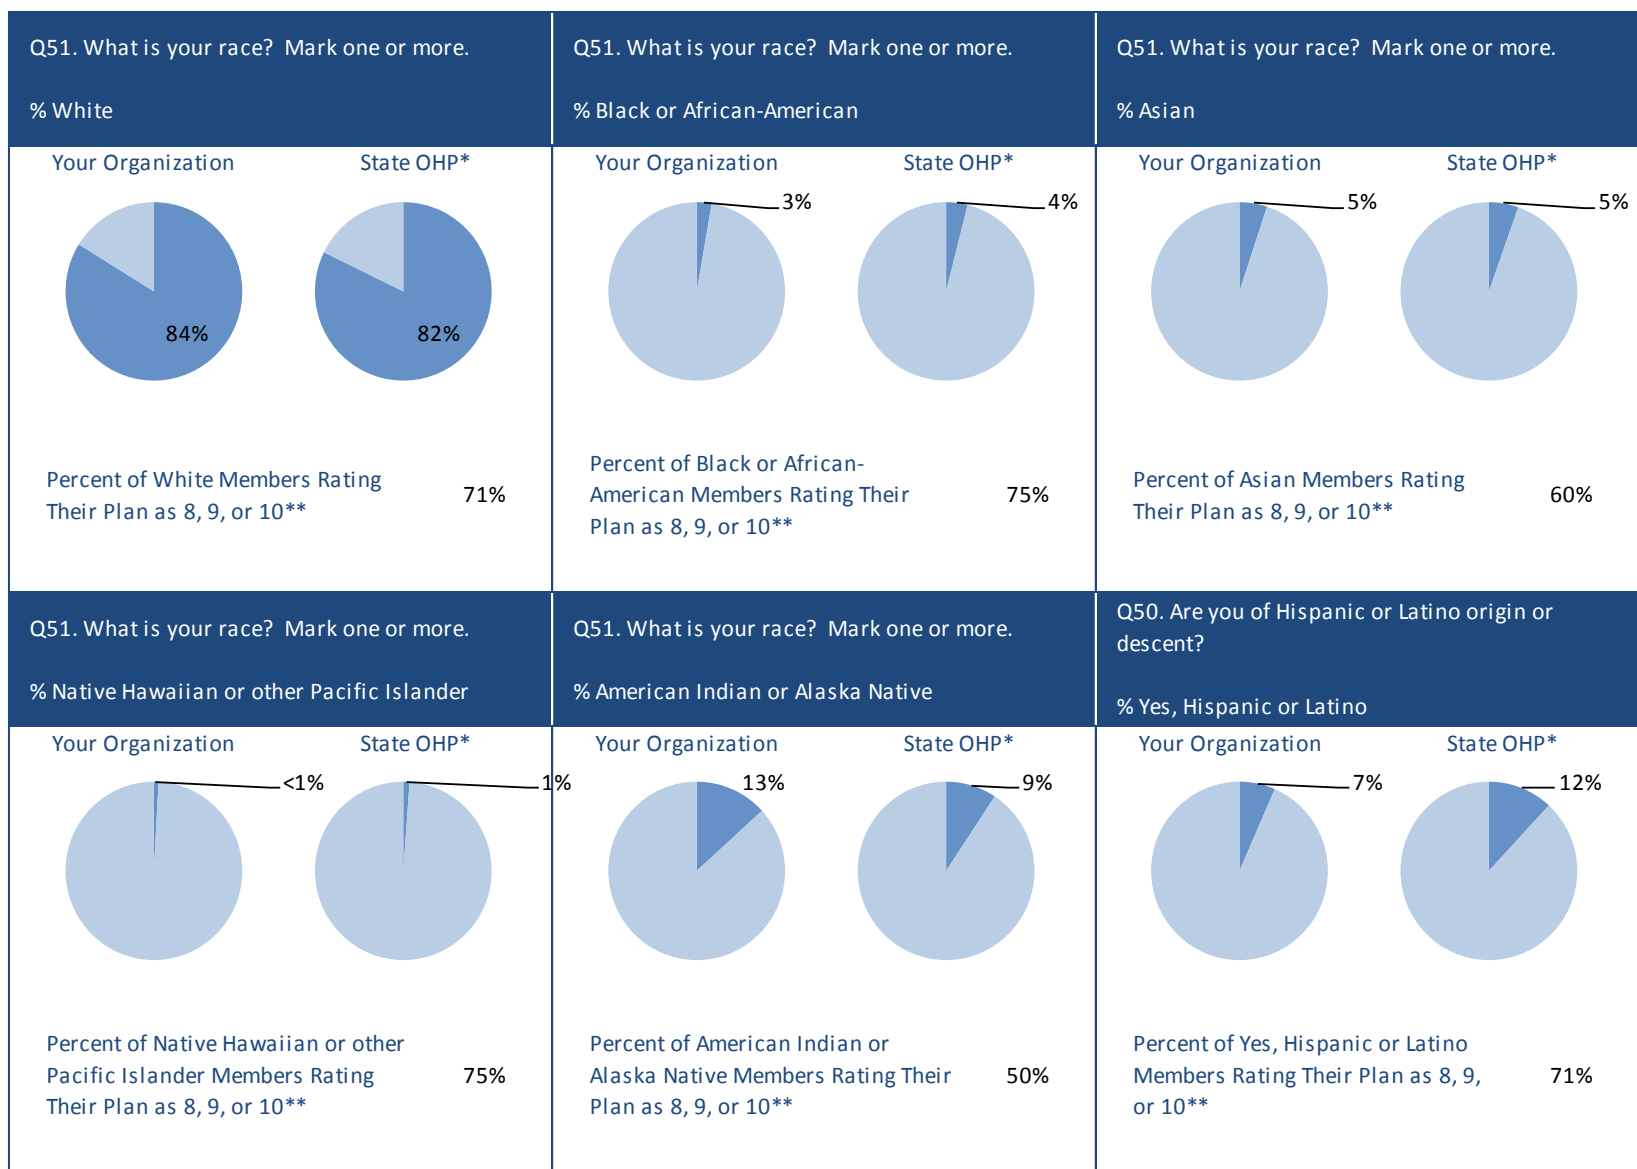 Q51. What is your race?  Mark one or more.
% White
Q51. What is your race?  Mark one or more.
% Black or African-American
Q51. What is your race?  Mark one or more.
% Asian
Your Organization
State OHP*
84%
82%
Percent of White Members Rating
Their Plan as 8, 9, or 10**
71%
Your Organization
State OHP*
3%
4%
Percent of Black or African-
American Members Rating Their
Plan as 8, 9, or 10**
75%
Your Organization
State OHP*
5%
5%
Percent of Asian Members Rating
Their Plan as 8, 9, or 10**
60%
Q51. What is your race?  Mark one or more.
% Native Hawaiian or other Pacific Islander
Q51. What is your race?  Mark one or more.
% American Indian or Alaska Native
Q50. Are you of Hispanic or Latino origin or
descent?
% Yes, Hispanic or Latino
Your Organization
State OHP*
<1%
1%
Percent of Native Hawaiian or other
Pacific Islander Members Rating
Their Plan as 8, 9, or 10**
75%
Your Organization
State OHP*
13%
9%
Percent of American Indian or
Alaska Native Members Rating Their
Plan as 8, 9, or 10**
50%
Your Organization
State OHP*
7%
12%
Percent of Yes, Hispanic or Latino
Members Rating Their Plan as 8, 9,
or 10**
71%